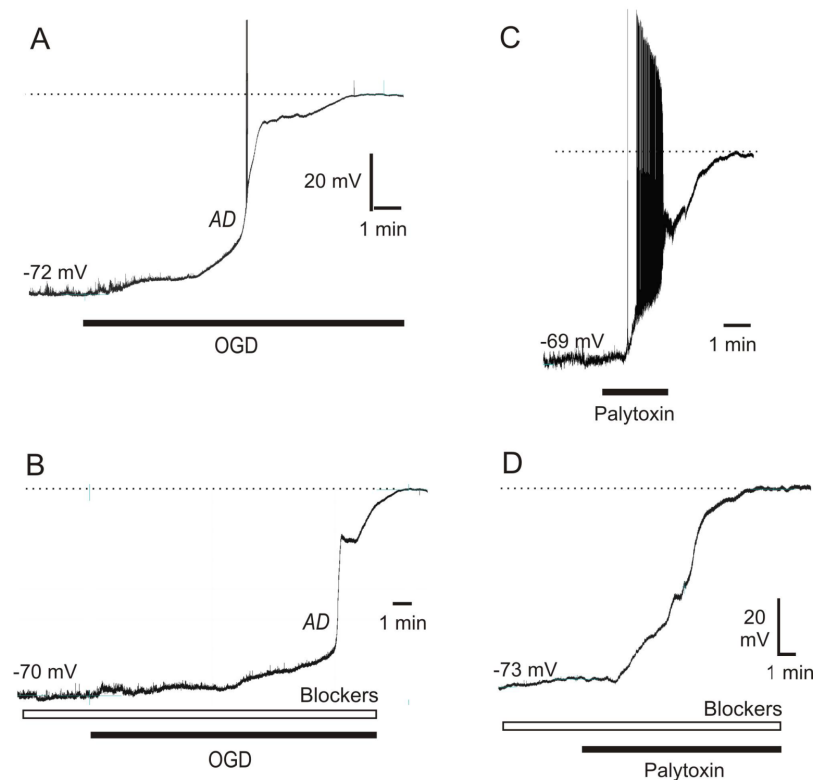 A
20 mV
1 min
AD
-72 mV
OGD
C
-69 mV
1 min
Palytoxin
B
AD
1 min
-70 mV
Blockers
OGD
D
20
mV
1 min
-73 mV
Blockers
Palytoxin